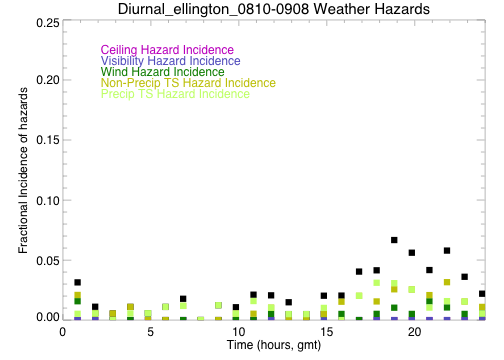 Diurnal_ellington_0810-0908 Weather Hazards
0.25
Ceiling Hazard Incidence
Visibility Hazard Incidence
Wind Hazard Incidence
Non-Precip TS Hazard Incidence
Precip TS Hazard Incidence
0.20
0.15
0.10
0.05
0.00
Fractional Incidence of hazards
0 5 10 15 20
Time (hours, gmt)